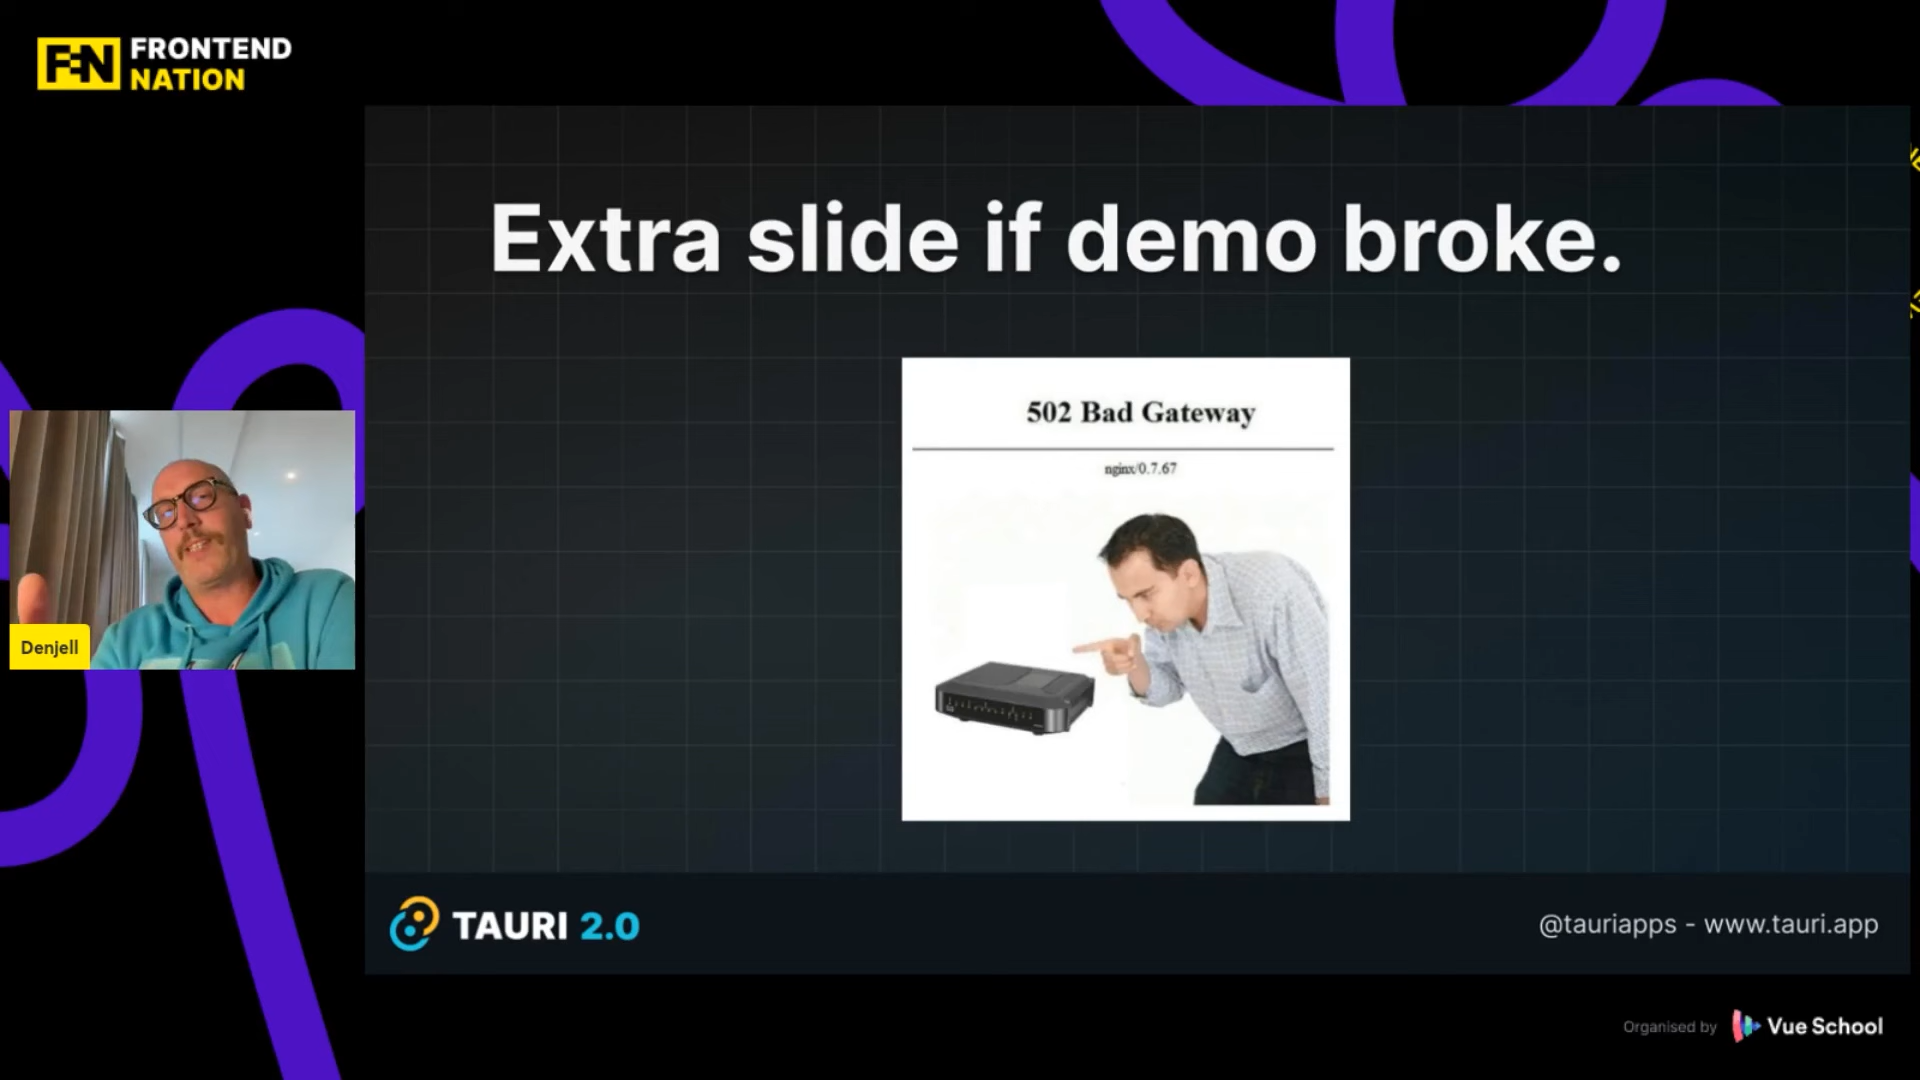 FRONTEND
NATION
Extra slide if demo broke.
502 Bad Gateway
nginx/0.7.67
Denjell
TAURI 2.0
@tauriapps - www.tauri.app
Organised by Vue School